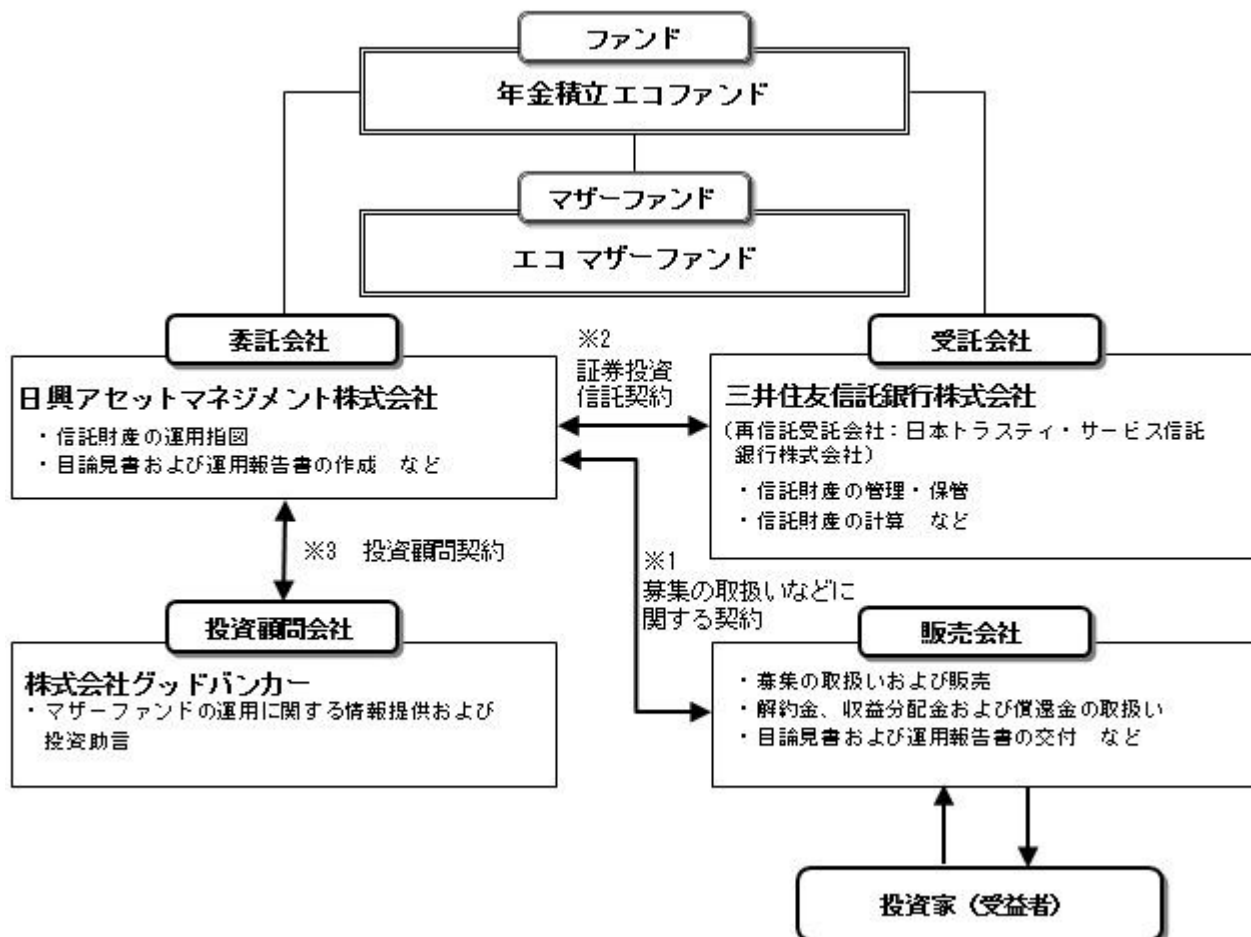 ファンド
年金積立エコファンド
マザーファンド
エコ マザーファンド
委託会社
日興アセットマネジメント株式会社
・信託財産の運用指図
・目論見書および運用報告書の作成 など
※2
証券投資
信託契約
受託会社
三井住友信託銀行株式会社
(再信託受託会社:日本トラスティ・サービス信託
銀行株式会社)
・信託財産の管理・保管
・信託財産の計算 など
※3 投資顧問契約
※1
募集の取扱いなどに
関する契約
投資顧問会社
株式会社グッドバンカー
・マザーファンドの運用に関する情報提供および
投資助言
販売会社
・募集の取扱いおよび販売
・解約金、収益分配金および償還金の取扱い
・目論見書および運用報告書の交付 など
投資家(受益者)